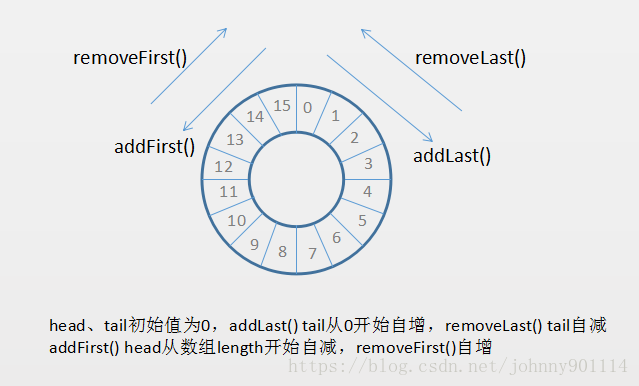 removeFirst()
removeLast()
addFirst()
addLast()
0
1
2
3
4
5
6
7
8
9
10
11
12
13
14
15
head、tail初始值为0，addLast() tail从0开始自增，removeLast() tail自减
addFirst() head从数组length开始自减，removeFirst()自增
https://blog.csdn.net/johnny901114